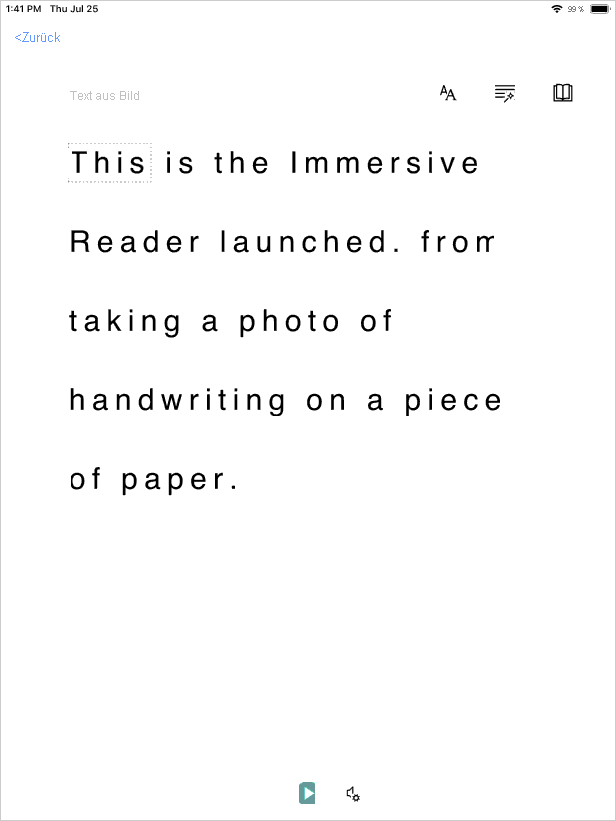 1:41 PM Thu Jul 25 99 %
<Zurück
Text aus Bild AA
This is the Immersive
Reader launched. from
taking a photo of
handwriting on a piece
of paper.